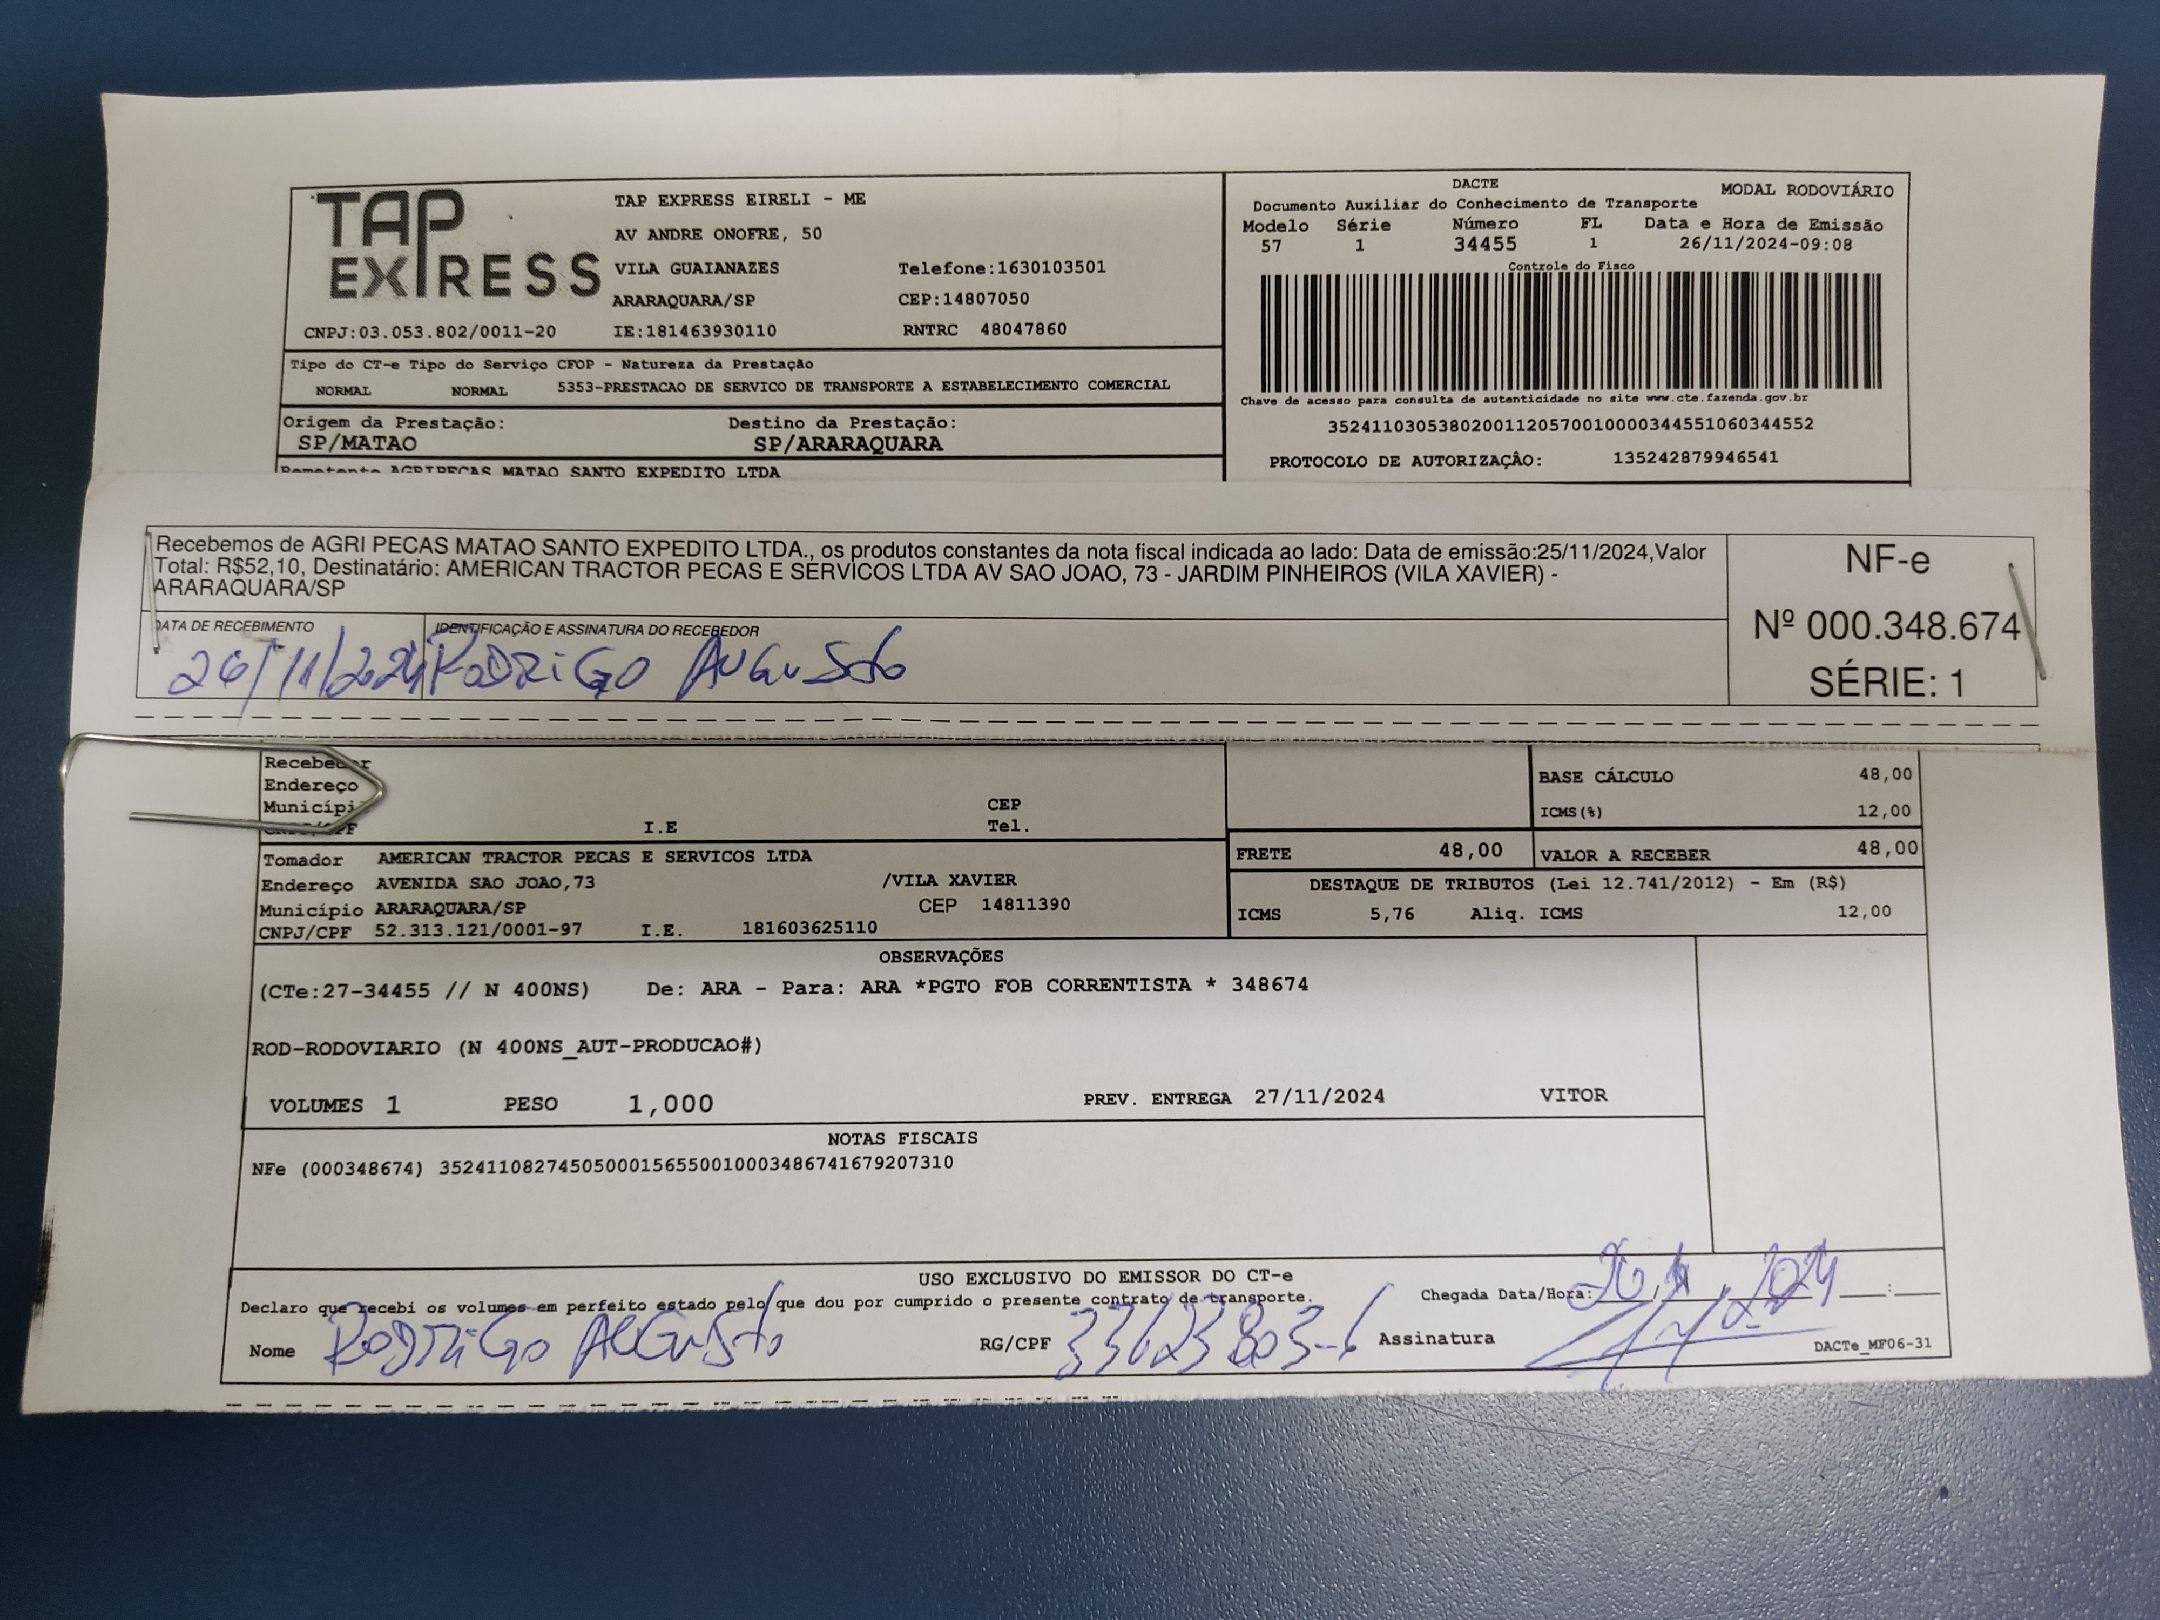 TAP EXPRESS
TAP EXPRESS EIRELI - ME
AV ANDRE ONOFRE, 50
VILA GUAIANAZES Telefone:1630103501
ARARAQUARA/SP CEP:14807050
CNPJ:03.053.802/0011-20 IE:181463930110 RNTRC 48047860
DACTE MODAL RODOVIÁRIO
Documento Auxiliar do Conhecimento de Transporte
Modelo Série Número FL Data e Hora de Emissão
57 1 34455 1 26/11/2024-09:08
Controle do Fisco
Chave de acesso para consulta de autenticidade no site www.cte.fazenda.gov.br
35241103053802001120570010000344551060344552
PROTOCOLO DE AUTORIZAÇÃO: 135242879946541
Tipo do CT-e Tipo do Serviço CFOP - Natureza da Prestação
NORMAL NORMAL 5353-PRESTACAO DE SERVICO DE TRANSPORTE A ESTABELECIMENTO COMERCIAL
Origem da Prestação: Destino da Prestação:
SP/MATAO SP/ARARAQUARA
Remetente AGRIPECAS MATAO SANTO EXPEDITO LTDA
Recebemos de AGRI PECAS MATAO SANTO EXPEDITO LTDA., os produtos constantes da nota fiscal indicada ao lado: Data de emissão:25/11/2024,Valor
Total: R$52,10, Destinatário: AMERICAN TRACTOR PECAS E SERVICOS LTDA AV SAO JOAO, 73 - JARDIM PINHEIROS (VILA XAVIER) -
ARARAQUARA/SP
DATA DE RECEBIMENTO IDENTIFICAÇÃO E ASSINATURA DO RECEBEDOR
26/11/2024 RODRIGO AUGUSTO
NF-e
Nº 000.348.674
SÉRIE: 1
Recebedor
Endereço
Município CEP
CNPJ/CPF I.E Tel.
BASE CÁLCULO 48,00
ICMS(%) 12,00
FRETE 48,00 VALOR A RECEBER 48,00
Tomador AMERICAN TRACTOR PECAS E SERVICOS LTDA
Endereço AVENIDA SAO JOAO,73 /VILA XAVIER
Município ARARAQUARA/SP CEP 14811390
CNPJ/CPF 52.313.121/0001-97 I.E. 181603625110
DESTAQUE DE TRIBUTOS (Lei 12.741/2012) - Em (R$)
ICMS 5,76 Aliq. ICMS 12,00
OBSERVAÇÕES
(CTe:27-34455 // N 400NS) De: ARA - Para: ARA *PGTO FOB CORRENTISTA * 348674
ROD-RODOVIARIO (N 400NS_AUT-PRODUCAO#)
VOLUMES 1 PESO 1,000 PREV. ENTREGA 27/11/2024 VITOR
NOTAS FISCAIS
NFe (000348674) 35241108274505000156550010003486741679207310
USO EXCLUSIVO DO EMISSOR DO CT-e
Declaro que recebi os volumes em perfeito estado pelo que dou por cumprido o presente contrato de transporte. Chegada Data/Hora: 26 11 2024 :
Nome RODRIGO AUGUSTO RG/CPF 33623803-6 Assinatura DACTe_MF06-31